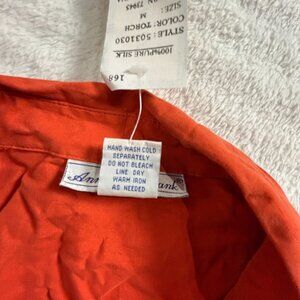 168
100% PURE SILK
STYLE: 5031030
COLOR: TORCH
SIZE: M
HAND WASH COLD
SEPARATELY
DO NOT BLEACH
LINE DRY
WARM IRON
AS NEEDED